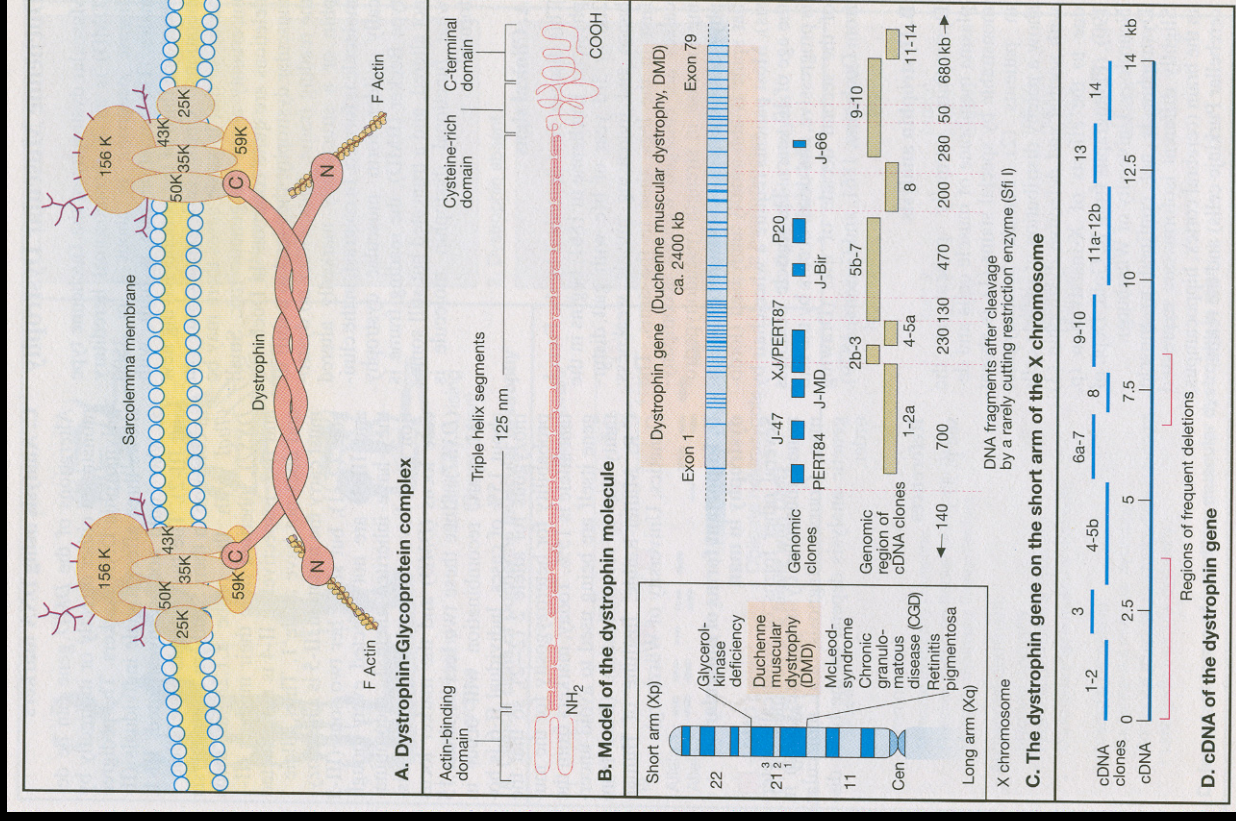 156 K
50K
43K
35K
25K
59K
C
N
F Actin
Sarcolemma membrane
Dystrophin
156 K
50K
43K
35K
25K
59K
C
N
F Actin
A. Dystrophin-Glycoprotein complex
Actin-binding
domain
Triple helix segments
125 nm
Cysteine-rich
domain
C-terminal
domain
NH2
COOH
B. Model of the dystrophin molecule
Short arm (Xp)
22
21
3
2
1
11
Cen
Long arm (Xq)
X chromosome
Glycerol-
kinase
deficiency
Duchenne
muscular
dystrophy
(DMD)
McLeod-
syndrome
Chronic
granulo-
matous
disease (CGD)
Retinitis
pigmentosa
Dystrophin gene (Duchenne muscular dystrophy, DMD)
ca. 2400 kb
Exon 1
Exon 79
Genomic
clones
J-47
XJ/PERT87
P20
PERT84
J-MD
J-Bir
J-66
Genomic
region of
cDNA clones
2b-3
5b-7
9-10
1-2a
4-5a
8
11-14
← 140
700
230
130
470
200
280
50
680 kb →
DNA fragments after cleavage
by a rarely cutting restriction enzyme (Sfi I)
C. The dystrophin gene on the short arm of the X chromosome
cDNA
clones
1-2
3
4-5b
6a-7
8
9-10
11a-12b
13
14
cDNA
0
2.5
5
7.5
10
12.5
14
kb
Regions of frequent deletions
D. cDNA of the dystrophin gene